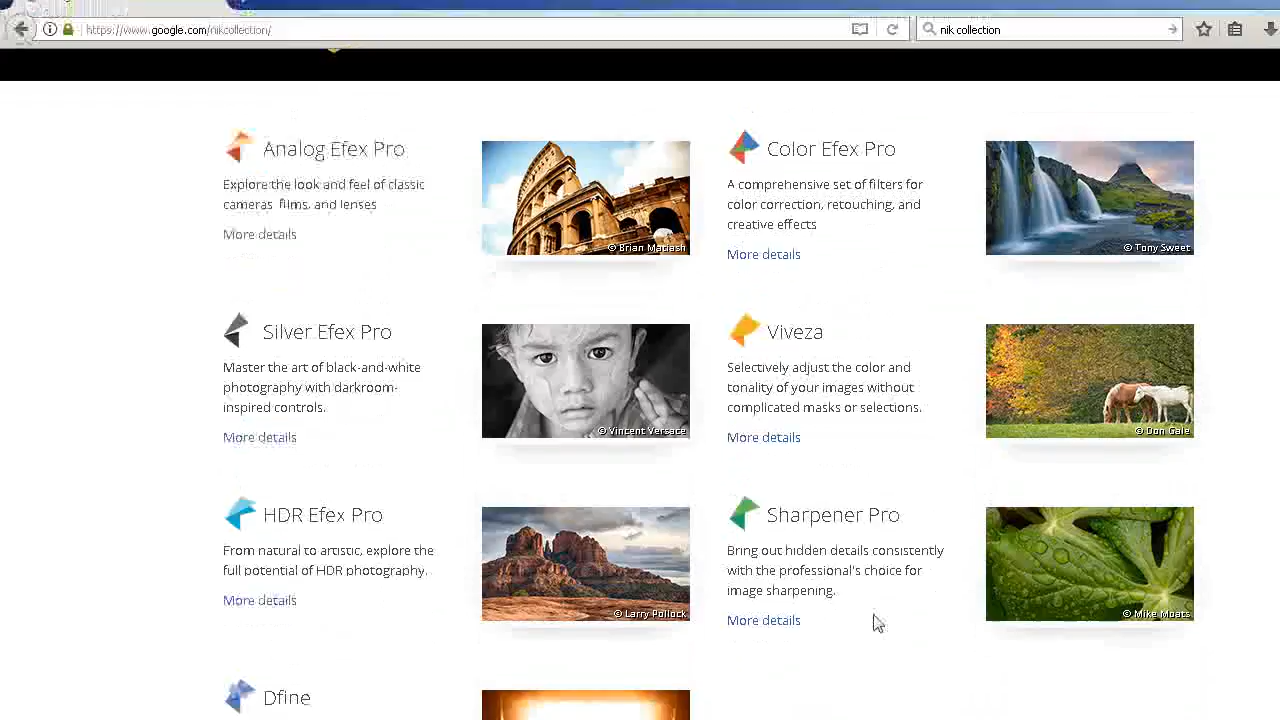 https://www.google.com/nikcollection/
nik collection
Analog Efex Pro
Explore the look and feel of classic
cameras, films, and lenses
More details
© Brian Matiash
Color Efex Pro
A comprehensive set of filters for
color correction, retouching, and
creative effects
More details
© Tony Sweet
Silver Efex Pro
Master the art of black-and-white
photography with darkroom-
inspired controls.
More details
© Vincent Versace
Viveza
Selectively adjust the color and
tonality of your images without
complicated masks or selections.
More details
© Don Gale
HDR Efex Pro
From natural to artistic, explore the
full potential of HDR photography.
More details
© Larry Pollock
Sharpener Pro
Bring out hidden details consistently
with the professional's choice for
image sharpening.
More details
© Mike Moats
Dfine